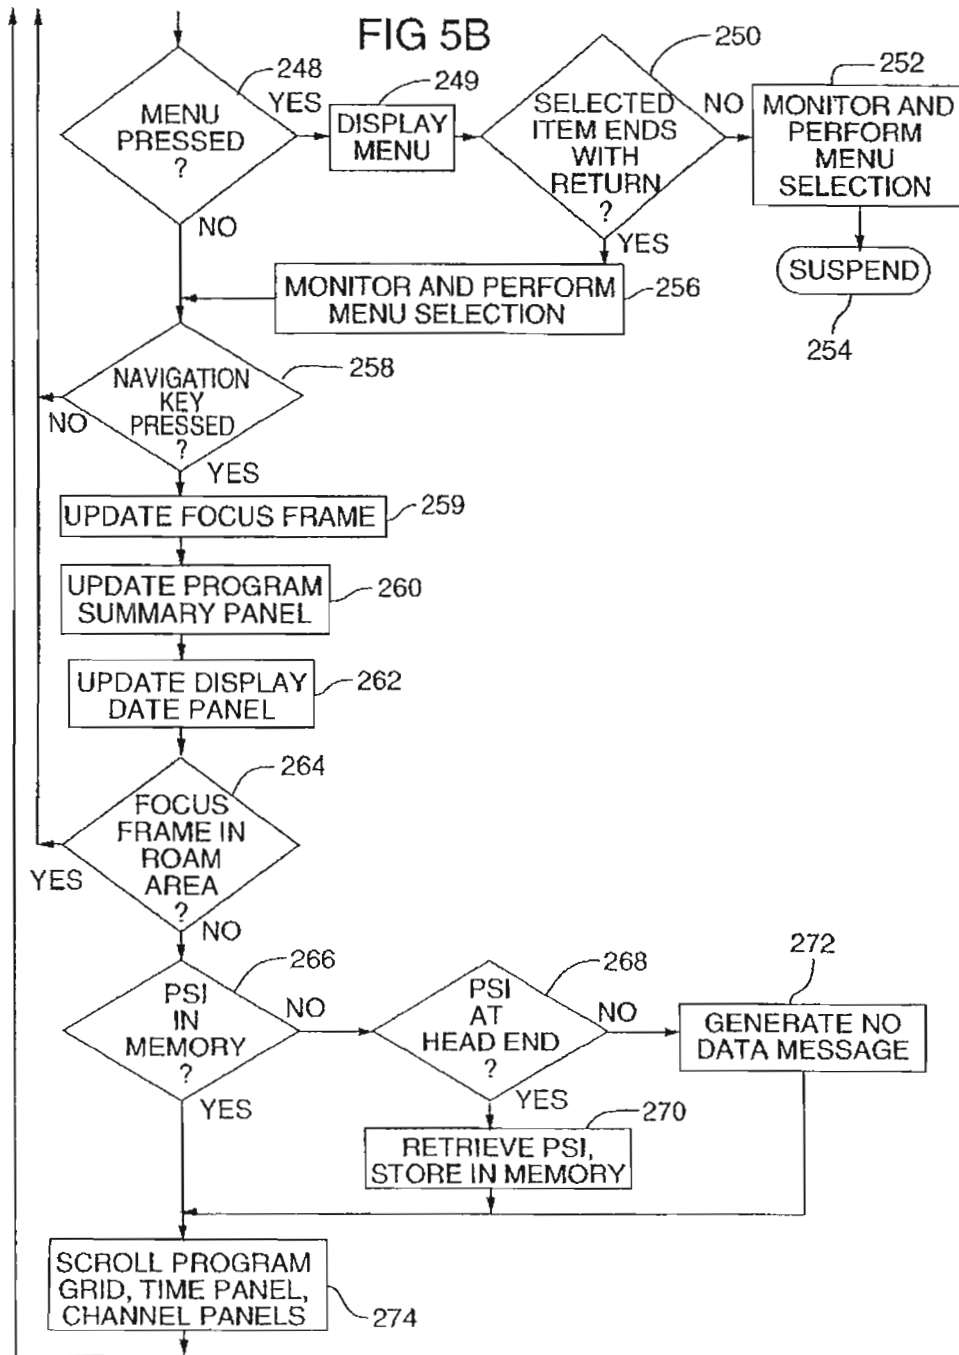 FIG 5B
248
MENU
PRESSED
?
YES
NO
249
DISPLAY
MENU
250
SELECTED
ITEM ENDS
WITH
RETURN
?
NO
YES
252
MONITOR AND
PERFORM
MENU
SELECTION
SUSPEND
254
MONITOR AND PERFORM
MENU SELECTION
256
258
NAVIGATION
KEY
PRESSED
?
NO
YES
UPDATE FOCUS FRAME
259
UPDATE PROGRAM
SUMMARY PANEL
260
UPDATE DISPLAY
DATE PANEL
262
264
FOCUS
FRAME IN
ROAM
AREA
?
YES
NO
266
PSI
IN
MEMORY
?
NO
YES
268
PSI
AT
HEAD END
?
NO
YES
272
GENERATE NO
DATA MESSAGE
270
RETRIEVE PSI,
STORE IN MEMORY
SCROLL PROGRAM
GRID, TIME PANEL,
CHANNEL PANELS
274